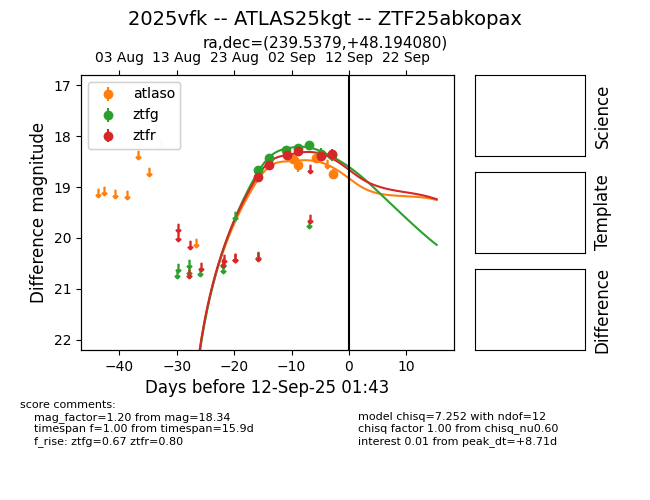 2025vfk -- ATLAS25kgt -- ZTF25abkopax
ra,dec=(239.5379,+48.194080)
03 Aug 13 Aug 23 Aug 02 Sep 12 Sep 22 Sep
17
18
19
20
21
22
Difference magnitude
atlaso
ztfg
ztfr
−40 −30 −20 −10 0 10
Days before 12-Sep-25 01:43
Science
Template
Difference
score comments:
mag_factor=1.20 from mag=18.34
timespan f=1.00 from timespan=15.9d
f_rise: ztfg=0.67 ztfr=0.80
model chisq=7.252 with ndof=12
chisq factor 1.00 from chisq_nu0.60
interest 0.01 from peak_dt=+8.71d